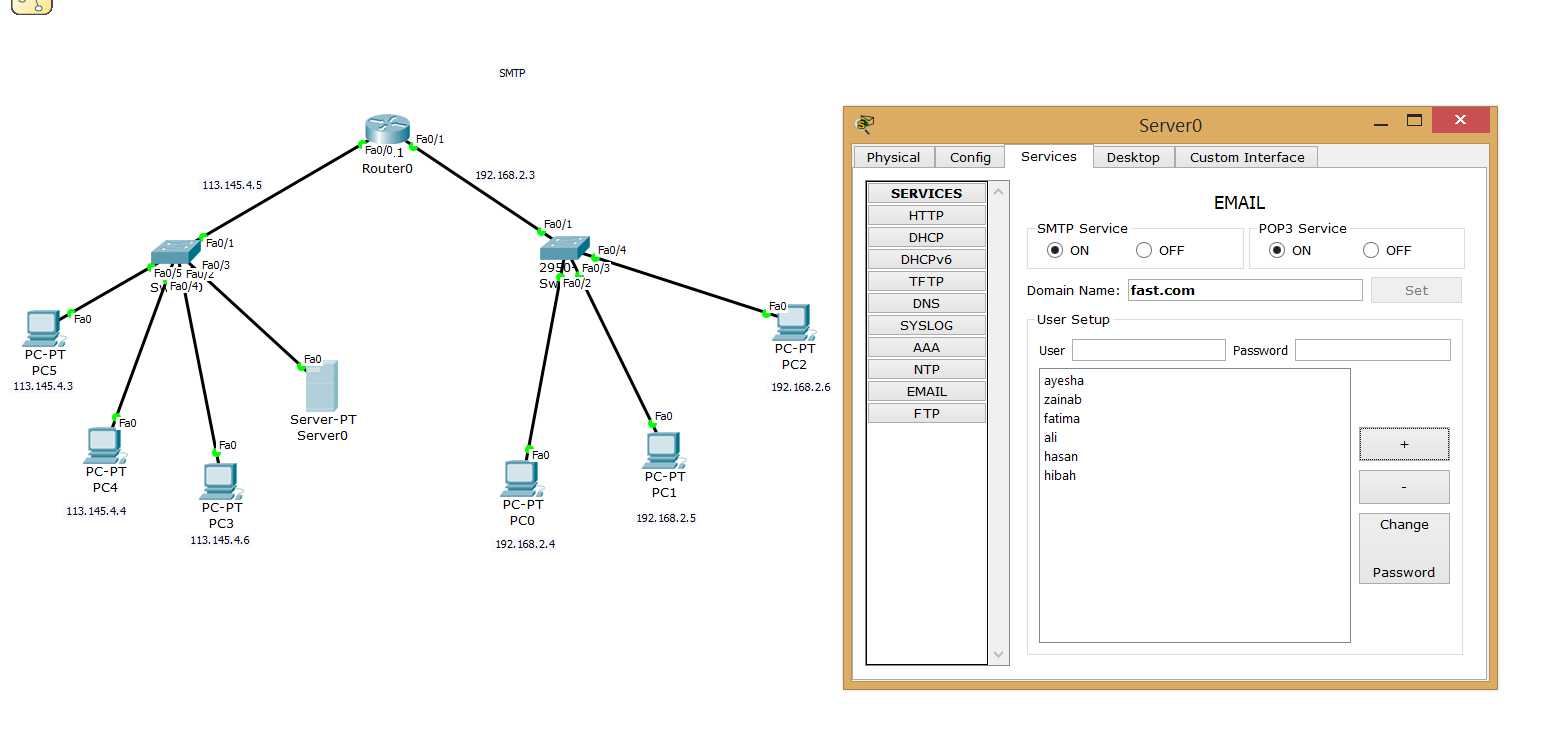 SMTP
Fa0/0
.1
Fa0/1
Router0
113.145.4.5
192.168.2.3
Fa0/1
Fa0/3
Fa0/5
Fa0/2
Fa0/4
Fa0/1
Fa0/4
Fa0/3
2950
Sw
Fa0/2
Fa0
PC-PT
PC5
113.145.4.3
Fa0
PC-PT
PC4
113.145.4.4
Fa0
PC-PT
PC3
113.145.4.6
Fa0
Server-PT
Server0
Fa0
PC-PT
PC0
192.168.2.4
Fa0
PC-PT
PC1
192.168.2.5
Fa0
PC-PT
PC2
192.168.2.6
Server0
Physical
Config
Services
Desktop
Custom Interface
SERVICES
HTTP
DHCP
DHCPv6
TFTP
DNS
SYSLOG
AAA
NTP
EMAIL
FTP
EMAIL
SMTP Service
ON
OFF
POP3 Service
ON
OFF
Domain Name: fast.com
Set
User Setup
User
Password
ayesha
zainab
fatima
ali
hasan
hibah
+
-
Change
Password